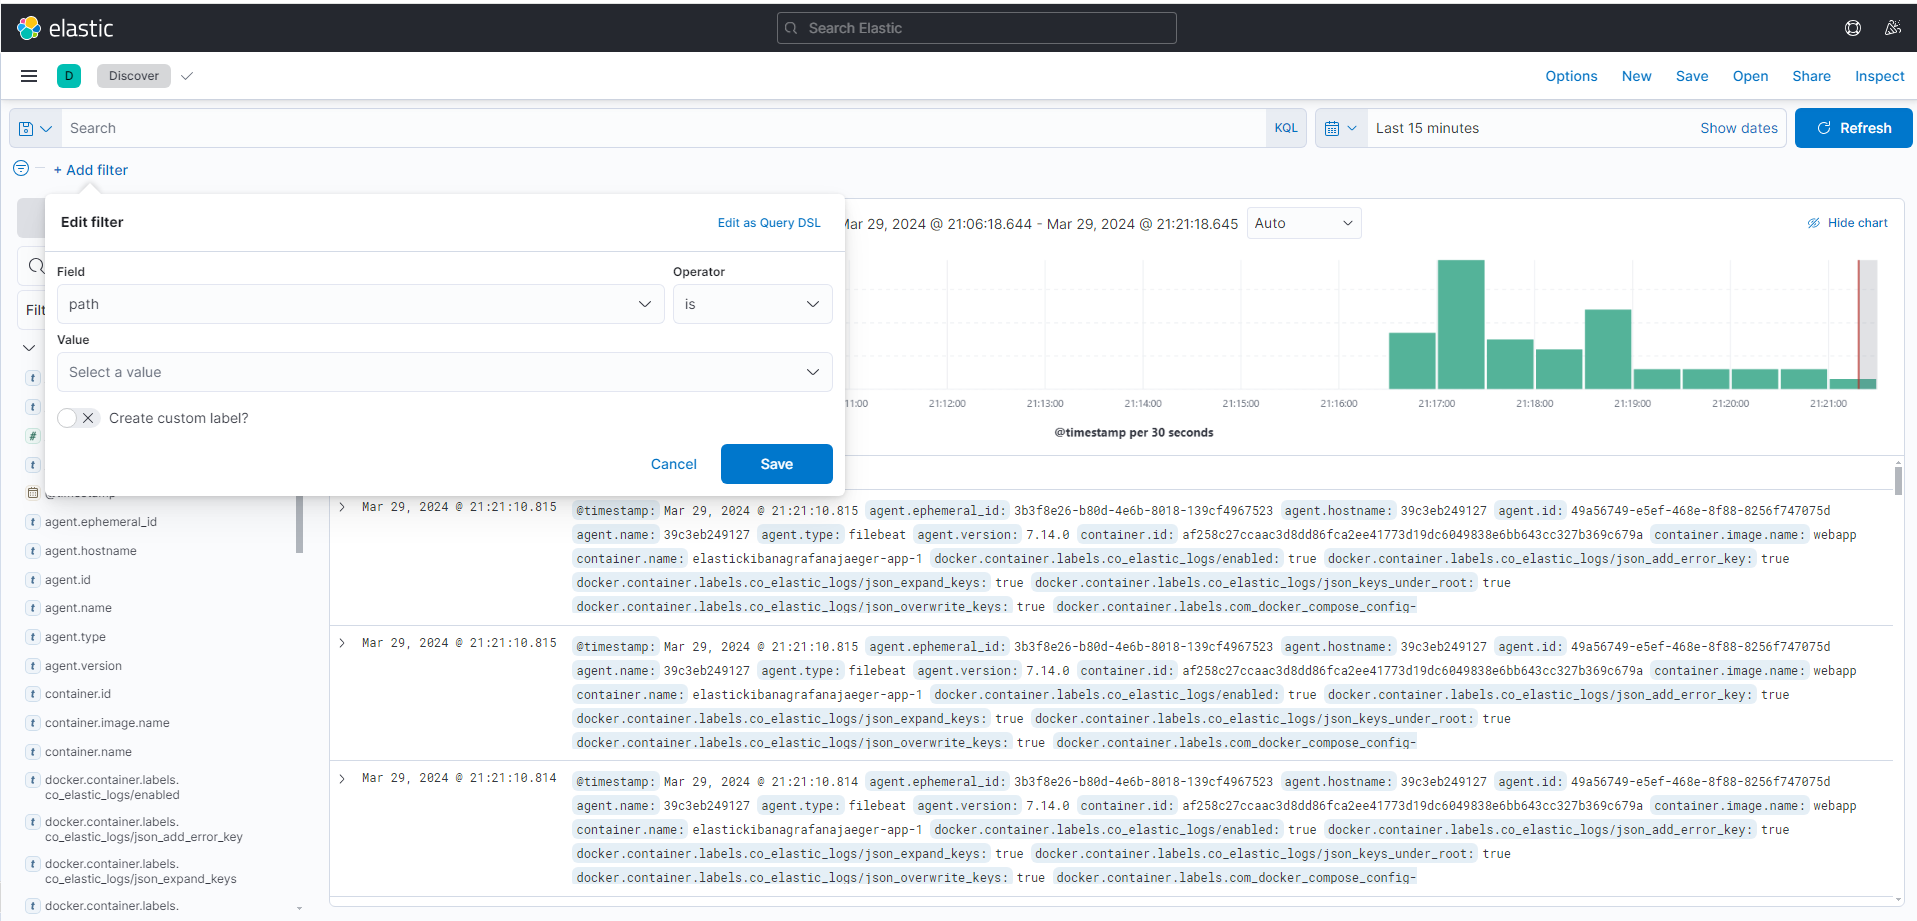 elastic
Search Elastic
D
Discover
Options
New
Save
Open
Share
Inspect
Search
KQL
Last 15 minutes
Show dates
Refresh
+ Add filter
Edit filter
Edit as Query DSL
Field
Operator
path
is
Value
Select a value
Create custom label?
Cancel
Save
Mar 29, 2024 @ 21:06:18.644 - Mar 29, 2024 @ 21:21:18.645
Auto
Hide chart
21:12:00
21:13:00
21:14:00
21:15:00
21:16:00
21:17:00
21:18:00
21:19:00
21:20:00
21:21:00
@timestamp per 30 seconds
t
t
#
t
t agent.ephemeral_id
t agent.hostname
t agent.id
t agent.name
t agent.type
t agent.version
t container.id
t container.image.name
t container.name
t docker.container.labels.
co_elastic_logs/enabled
t docker.container.labels.
co_elastic_logs/json_add_error_key
t docker.container.labels.
co_elastic_logs/json_expand_keys
t docker.container.labels.
Mar 29, 2024 @ 21:21:10.815
@timestamp: Mar 29, 2024 @ 21:21:10.815 agent.ephemeral_id: 3b3f8e26-b80d-4e6b-8018-139cf4967523 agent.hostname: 39c3eb249127 agent.id: 49a56749-e5ef-468e-8f88-8256f747075d
agent.name: 39c3eb249127 agent.type: filebeat agent.version: 7.14.0 container.id: af258c27ccaac3d8dd86fca2ee41773d19dc6049838e6bb643cc327b369c679a container.image.name: webapp
container.name: elastickibanagrafanajaeger-app-1 docker.container.labels.co_elastic_logs/enabled: true docker.container.labels.co_elastic_logs/json_add_error_key: true
docker.container.labels.co_elastic_logs/json_expand_keys: true docker.container.labels.co_elastic_logs/json_keys_under_root: true
docker.container.labels.co_elastic_logs/json_overwrite_keys: true docker.container.labels.com_docker_compose_config-
Mar 29, 2024 @ 21:21:10.815
@timestamp: Mar 29, 2024 @ 21:21:10.815 agent.ephemeral_id: 3b3f8e26-b80d-4e6b-8018-139cf4967523 agent.hostname: 39c3eb249127 agent.id: 49a56749-e5ef-468e-8f88-8256f747075d
agent.name: 39c3eb249127 agent.type: filebeat agent.version: 7.14.0 container.id: af258c27ccaac3d8dd86fca2ee41773d19dc6049838e6bb643cc327b369c679a container.image.name: webapp
container.name: elastickibanagrafanajaeger-app-1 docker.container.labels.co_elastic_logs/enabled: true docker.container.labels.co_elastic_logs/json_add_error_key: true
docker.container.labels.co_elastic_logs/json_expand_keys: true docker.container.labels.co_elastic_logs/json_keys_under_root: true
docker.container.labels.co_elastic_logs/json_overwrite_keys: true docker.container.labels.com_docker_compose_config-
Mar 29, 2024 @ 21:21:10.814
@timestamp: Mar 29, 2024 @ 21:21:10.814 agent.ephemeral_id: 3b3f8e26-b80d-4e6b-8018-139cf4967523 agent.hostname: 39c3eb249127 agent.id: 49a56749-e5ef-468e-8f88-8256f747075d
agent.name: 39c3eb249127 agent.type: filebeat agent.version: 7.14.0 container.id: af258c27ccaac3d8dd86fca2ee41773d19dc6049838e6bb643cc327b369c679a container.image.name: webapp
container.name: elastickibanagrafanajaeger-app-1 docker.container.labels.co_elastic_logs/enabled: true docker.container.labels.co_elastic_logs/json_add_error_key: true
docker.container.labels.co_elastic_logs/json_expand_keys: true docker.container.labels.co_elastic_logs/json_keys_under_root: true
docker.container.labels.co_elastic_logs/json_overwrite_keys: true docker.container.labels.com_docker_compose_config-